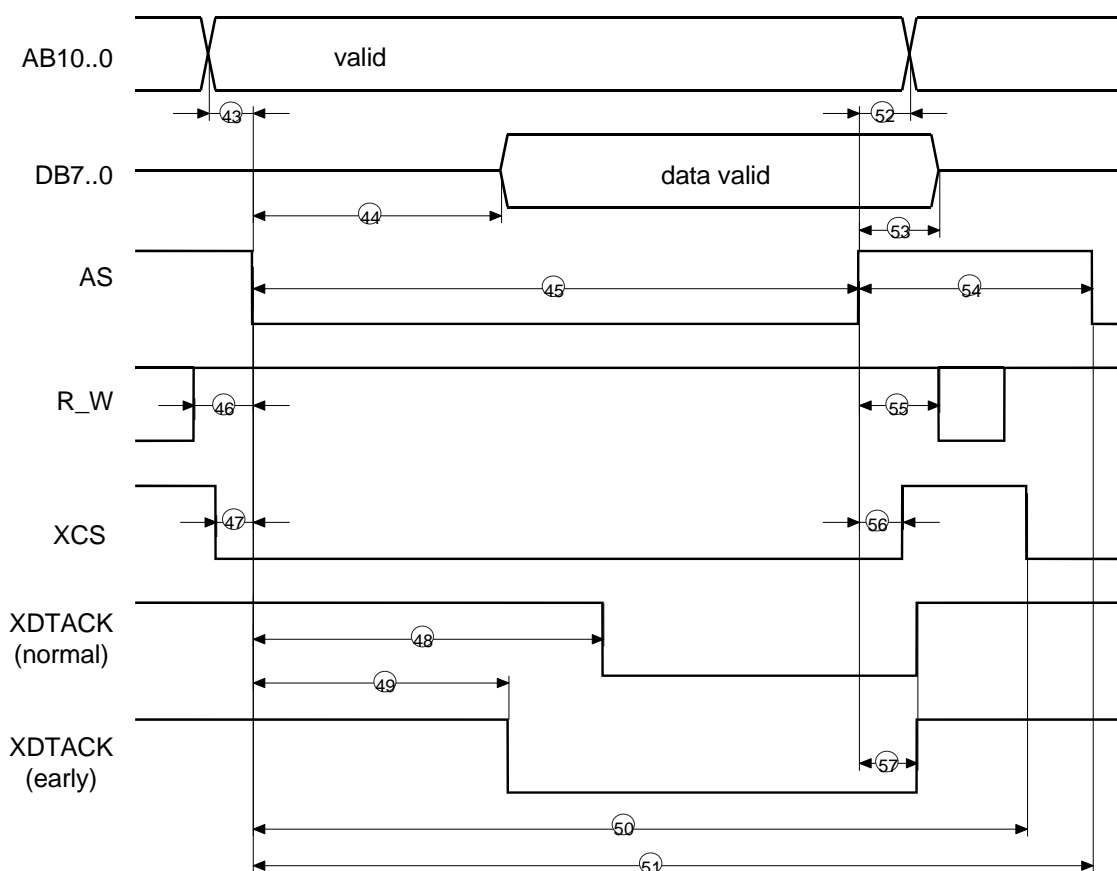 AB10..0
valid
43
52
DB7..0
data valid
44
53
AS
45
54
R_W
46
55
XCS
47
56
XDTACK
(normal)
48
49
XDTACK
(early)
57
50
51